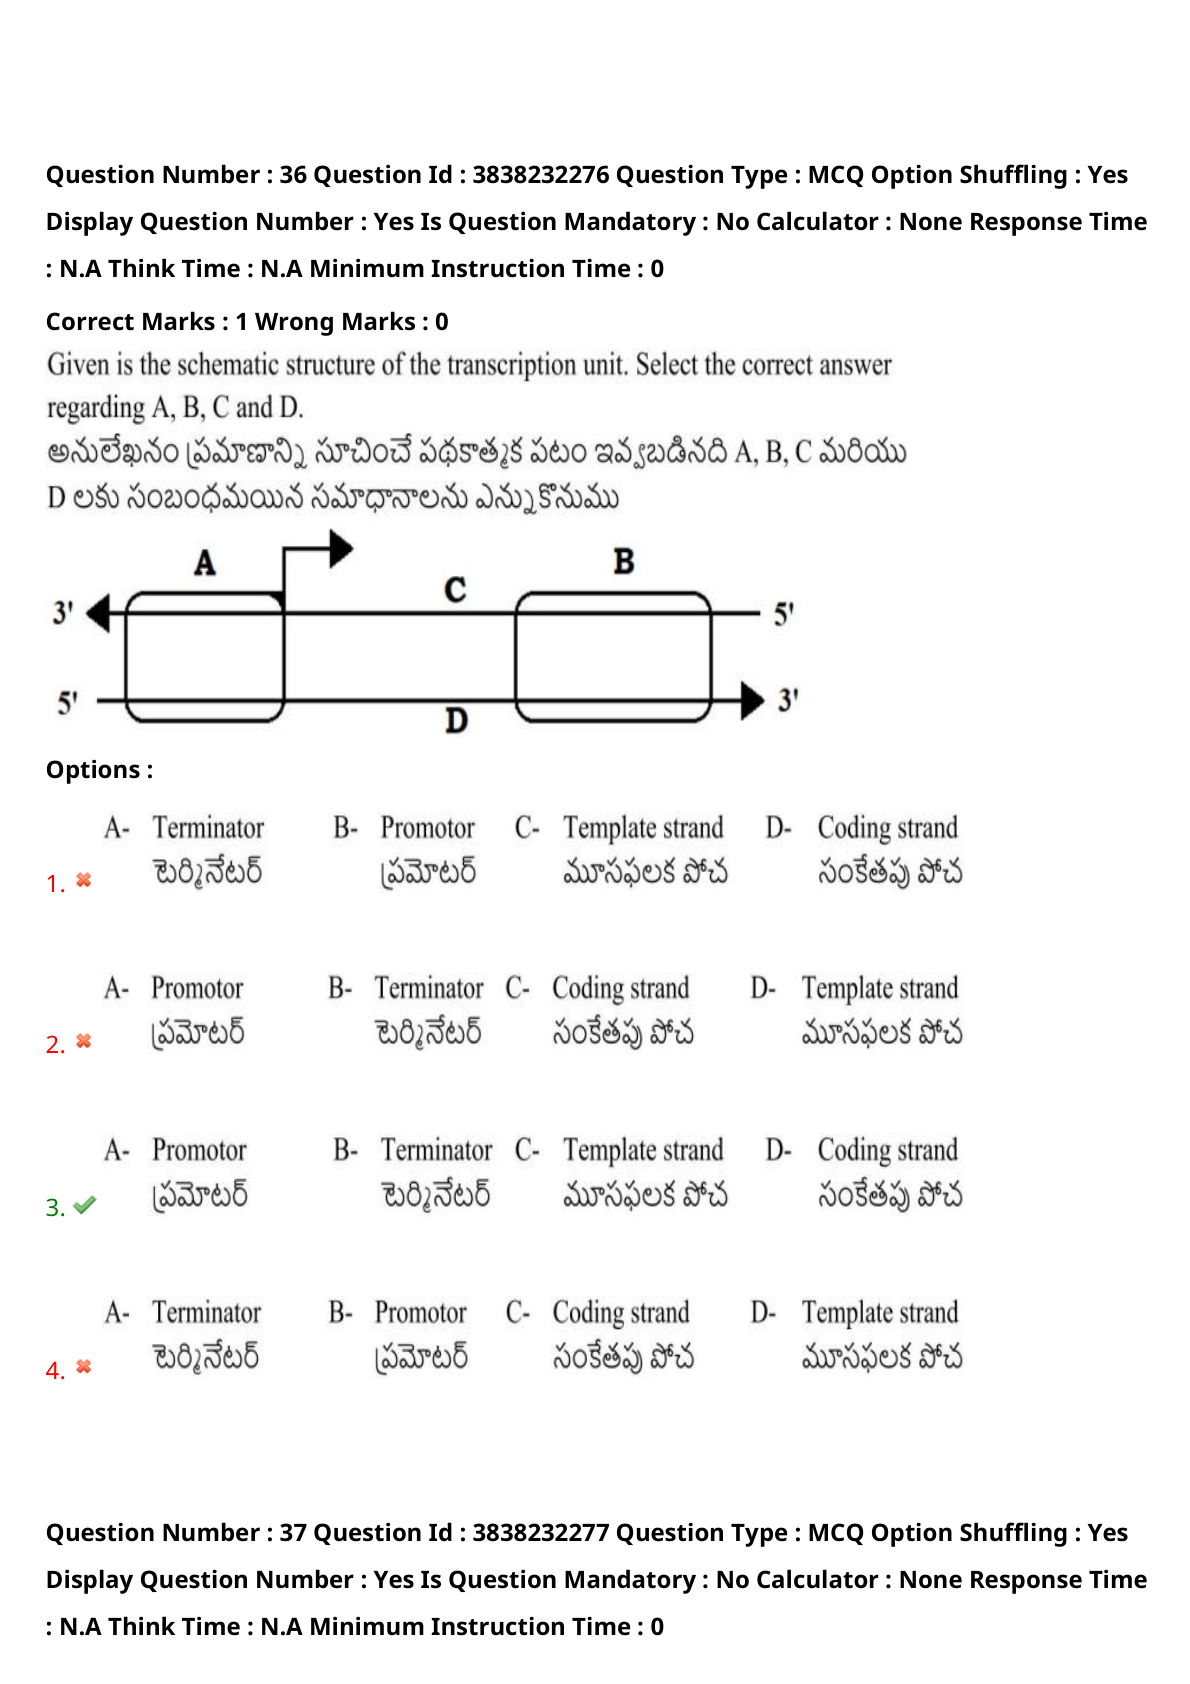 Question Number : 36 Question Id : 3838232276 Question Type : MCQ Option Shuffling : Yes
Display Question Number : Yes Is Question Mandatory : No Calculator : None Response Time
: N.A Think Time : N.A Minimum Instruction Time : 0
Correct Marks : 1 Wrong Marks : 0
Given is the schematic structure of the transcription unit. Select the correct answer
regarding A, B, C and D.
అనులేఖనం ప్రమాణాన్ని సూచించే పథకాత్మక పటం ఇవ్వబడినది A, B, C మరియు
D లకు సంబంధమయిన సమాధానాలను ఎన్నుకొనుము
A
B
C
3'
5'
5'
3'
D
Options :
A- Terminator B- Promotor C- Template strand D- Coding strand
టెర్మినేటర్ ప్రమోటర్ మూసఫలక పోచ సంకేతపు పోచ
1.
A- Promotor B- Terminator C- Coding strand D- Template strand
ప్రమోటర్ టెర్మినేటర్ సంకేతపు పోచ మూసఫలక పోచ
2.
A- Promotor B- Terminator C- Template strand D- Coding strand
ప్రమోటర్ టెర్మినేటర్ మూసఫలక పోచ సంకేతపు పోచ
3.
A- Terminator B- Promotor C- Coding strand D- Template strand
టెర్మినేటర్ ప్రమోటర్ సంకేతపు పోచ మూసఫలక పోచ
4.
Question Number : 37 Question Id : 3838232277 Question Type : MCQ Option Shuffling : Yes
Display Question Number : Yes Is Question Mandatory : No Calculator : None Response Time
: N.A Think Time : N.A Minimum Instruction Time : 0